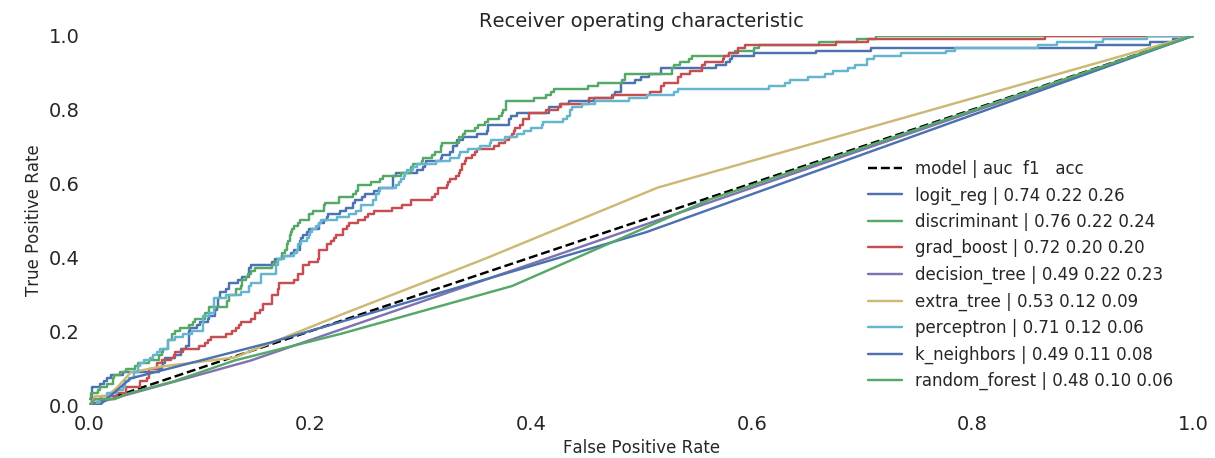 Receiver operating characteristic
1.0
0.8
0.6
0.4
0.2
0.0
True Positive Rate
model | auc f1 acc
logit_reg | 0.74 0.22 0.26
discriminant | 0.76 0.22 0.24
grad_boost | 0.72 0.20 0.20
decision_tree | 0.49 0.22 0.23
extra_tree | 0.53 0.12 0.09
perceptron | 0.71 0.12 0.06
k_neighbors | 0.49 0.11 0.08
random_forest | 0.48 0.10 0.06
0.0 0.2 0.4 0.6 0.8 1.0
False Positive Rate